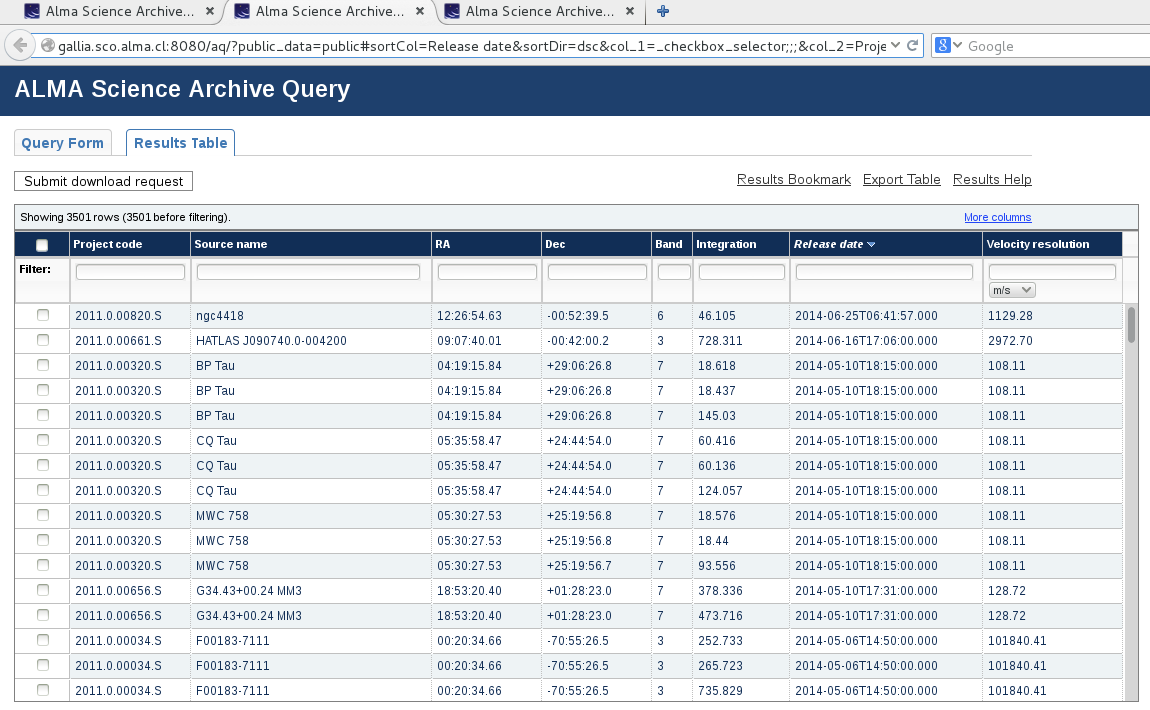 Alma Science Archive... × Alma Science Archive... × Alma Science Archive... ×
gallia.sco.alma.cl:8080/aq/?public_data=public#sortCol=Release date&sortDir=dsc&col_1=_checkbox_selector;;;&col_2=Proje Google
ALMA Science Archive Query
Query Form Results Table
Submit download request Results Bookmark Export Table Results Help
Showing 3501 rows (3501 before filtering). More columns
Project code Source name RA Dec Band Integration Release date Velocity resolution
Filter:
m/s
2011.0.00820.S ngc4418 12:26:54.63 -00:52:39.5 6 46.105 2014-06-25T06:41:57.000 1129.28
2011.0.00661.S HATLAS J090740.0-004200 09:07:40.01 -00:42:00.2 3 728.311 2014-06-16T17:06:00.000 2972.70
2011.0.00320.S BP Tau 04:19:15.84 +29:06:26.8 7 18.618 2014-05-10T18:15:00.000 108.11
2011.0.00320.S BP Tau 04:19:15.84 +29:06:26.8 7 18.437 2014-05-10T18:15:00.000 108.11
2011.0.00320.S BP Tau 04:19:15.84 +29:06:26.8 7 145.03 2014-05-10T18:15:00.000 108.11
2011.0.00320.S CQ Tau 05:35:58.47 +24:44:54.0 7 60.416 2014-05-10T18:15:00.000 108.11
2011.0.00320.S CQ Tau 05:35:58.47 +24:44:54.0 7 60.136 2014-05-10T18:15:00.000 108.11
2011.0.00320.S CQ Tau 05:35:58.47 +24:44:54.0 7 124.057 2014-05-10T18:15:00.000 108.11
2011.0.00320.S MWC 758 05:30:27.53 +25:19:56.8 7 18.576 2014-05-10T18:15:00.000 108.11
2011.0.00320.S MWC 758 05:30:27.53 +25:19:56.8 7 18.44 2014-05-10T18:15:00.000 108.11
2011.0.00320.S MWC 758 05:30:27.53 +25:19:56.7 7 93.556 2014-05-10T18:15:00.000 108.11
2011.0.00656.S G34.43+00.24 MM3 18:53:20.40 +01:28:23.0 7 378.336 2014-05-10T17:31:00.000 128.72
2011.0.00656.S G34.43+00.24 MM3 18:53:20.40 +01:28:23.0 7 473.716 2014-05-10T17:31:00.000 128.72
2011.0.00034.S F00183-7111 00:20:34.66 -70:55:26.5 3 252.733 2014-05-06T14:50:00.000 101840.41
2011.0.00034.S F00183-7111 00:20:34.66 -70:55:26.5 3 265.723 2014-05-06T14:50:00.000 101840.41
2011.0.00034.S F00183-7111 00:20:34.66 -70:55:26.5 3 735.829 2014-05-06T14:50:00.000 101840.41